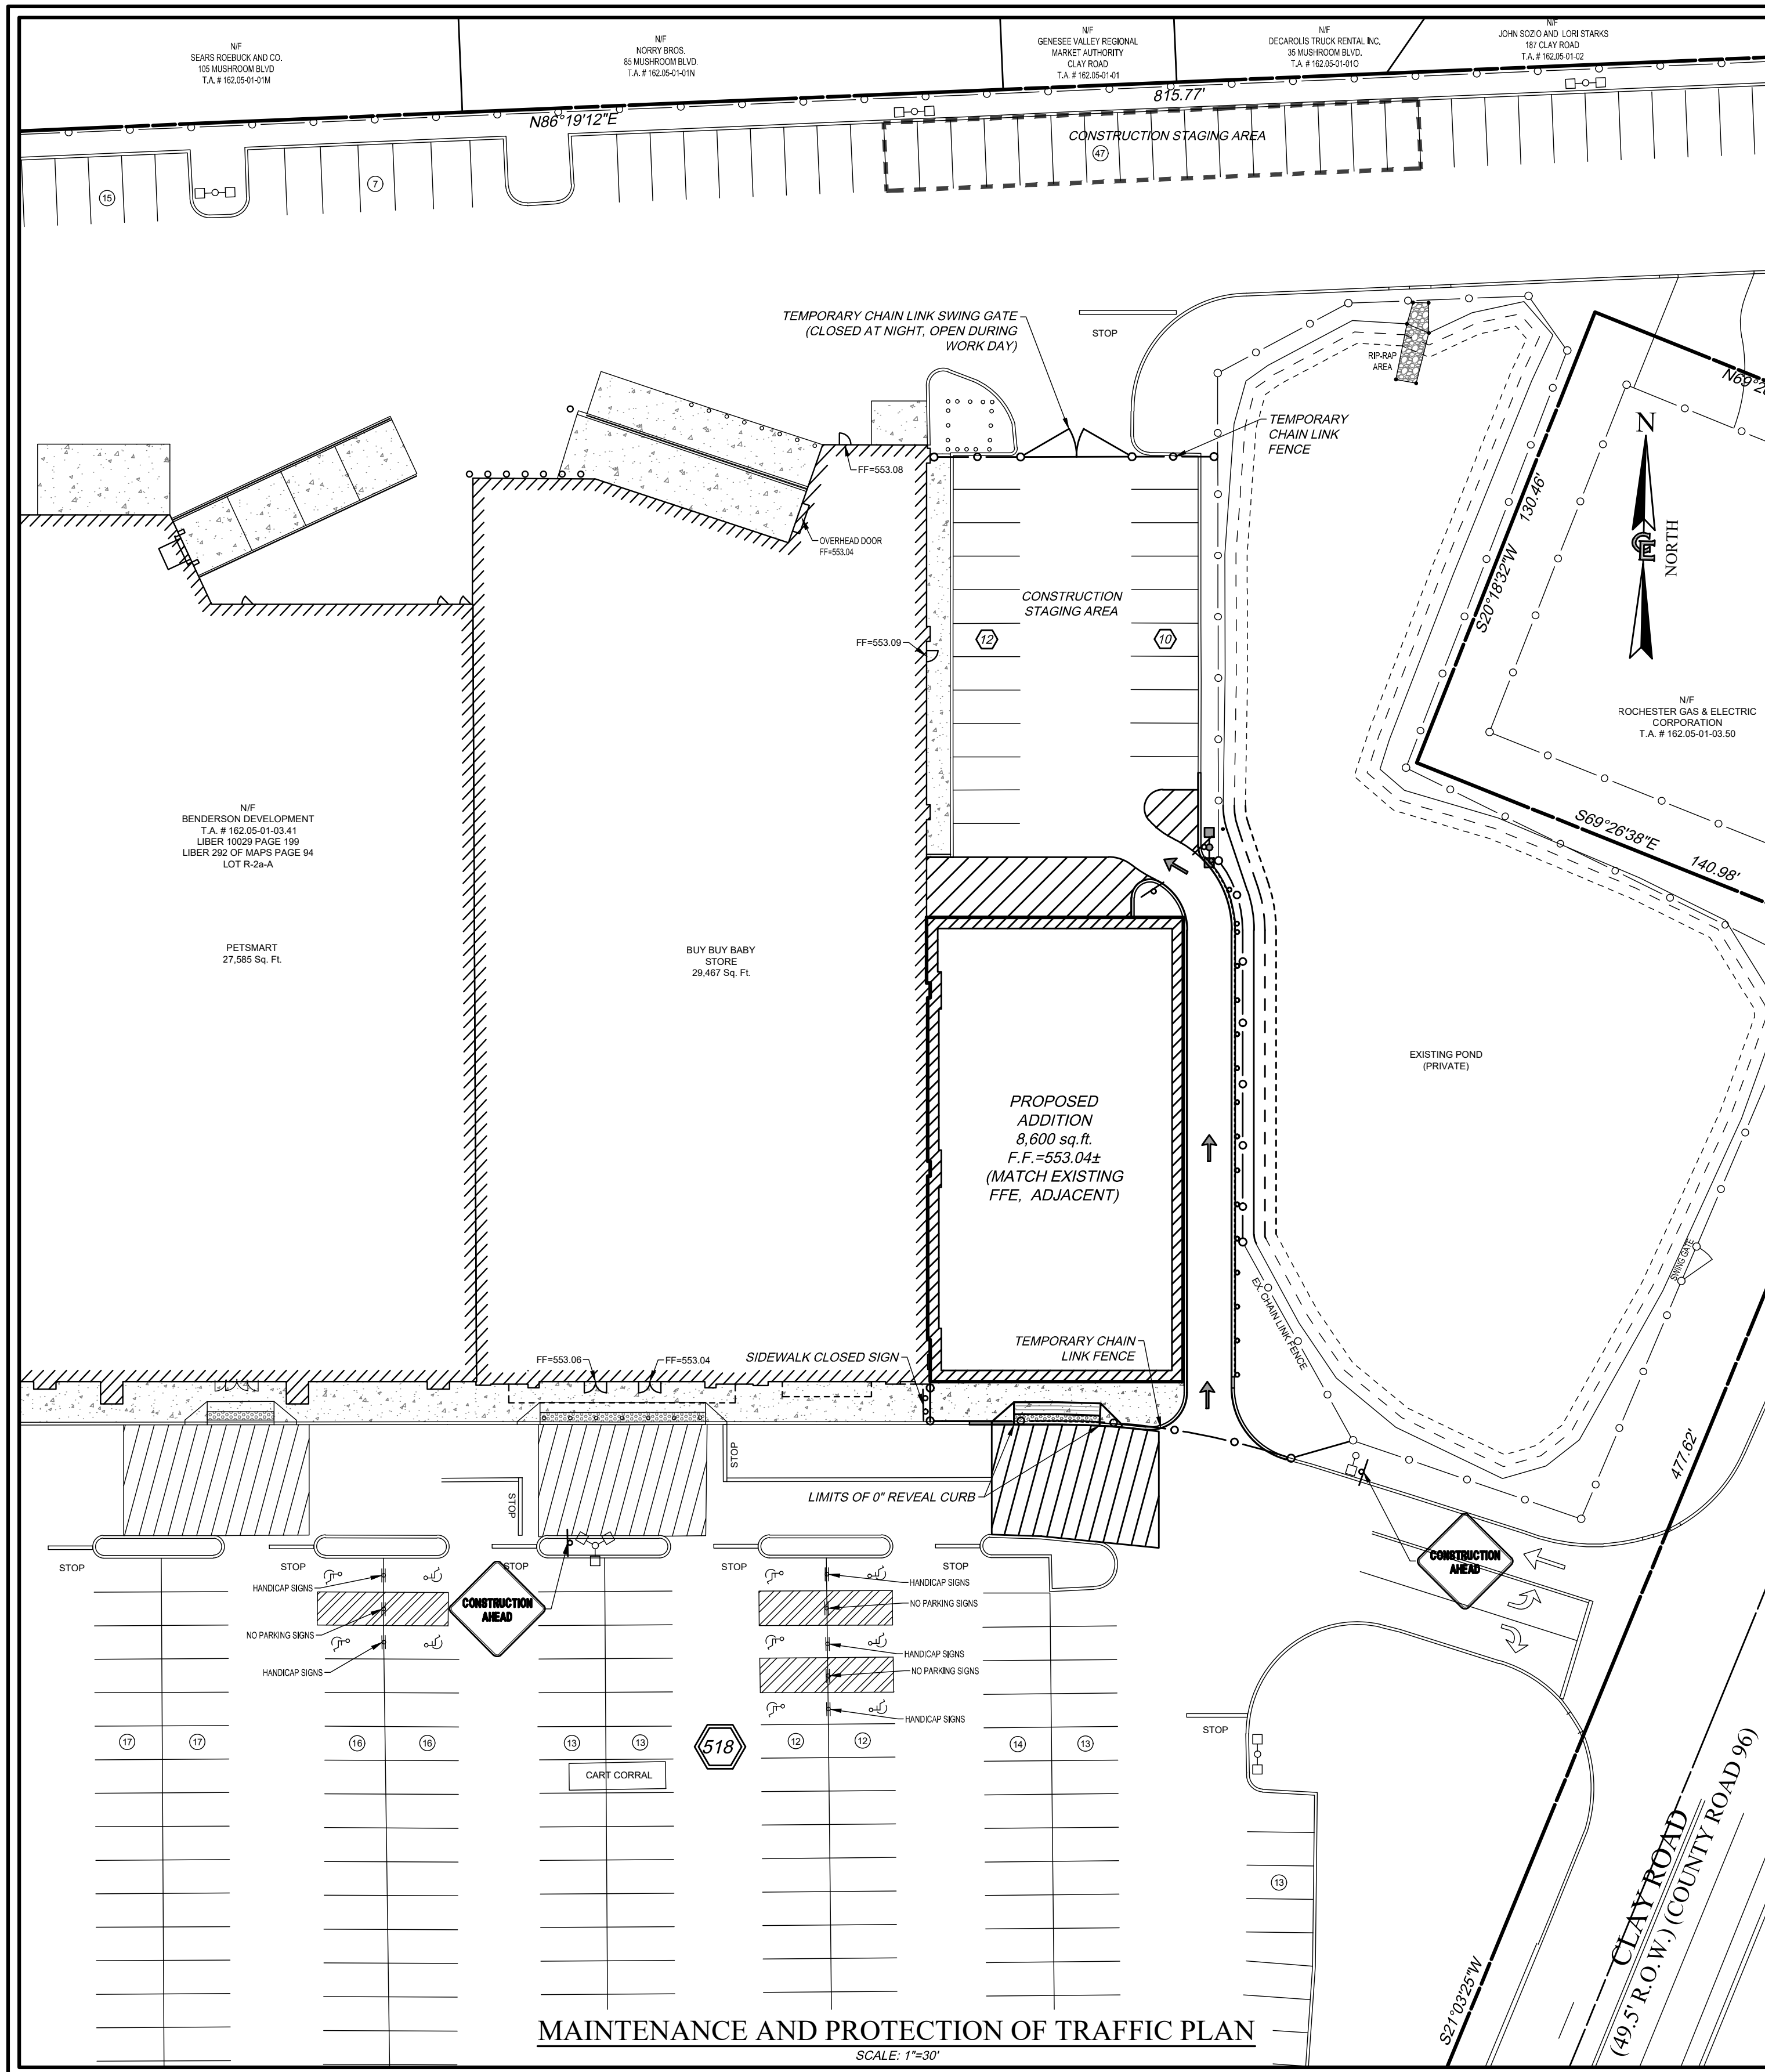 N/F
SEARS ROEBUCK AND CO.
105 MUSHROOM BLVD
T.A. # 162.05-01-01M
N/F
NORRY BROS.
85 MUSHROOM BLVD.
T.A. # 162.05-01-01N
N/F
GENESEE VALLEY REGIONAL
MARKET AUTHORITY
CLAY ROAD
T.A. # 162.05-01-01
N/F
DECAROLIS TRUCK RENTAL INC.
35 MUSHROOM BLVD.
T.A. # 162.05-01-01O
N/F
JOHN SOZIO AND LORI STARKS
187 CLAY ROAD
T.A. # 162.05-01-02
N86°19'12"E
815.77'
CONSTRUCTION STAGING AREA
47
15
7
TEMPORARY CHAIN LINK SWING GATE
(CLOSED AT NIGHT, OPEN DURING
WORK DAY)
STOP
RIP-RAP
AREA
TEMPORARY
CHAIN LINK
FENCE
N
NORTH
130.46'
S20°18'32"W
FF=553.08
OVERHEAD DOOR
FF=553.04
CONSTRUCTION
STAGING AREA
12
10
FF=553.09
N/F
ROCHESTER GAS & ELECTRIC
CORPORATION
T.A. # 162.05-01-03.50
N/F
BENDERSON DEVELOPMENT
T.A. # 162.05-01-03.41
LIBER 10029 PAGE 199
LIBER 292 OF MAPS PAGE 94
LOT R-2a-A
S69°26'38"E
140.98'
PETSMART
27,585 Sq. Ft.
BUY BUY BABY
STORE
29,467 Sq. Ft.
EXISTING POND
(PRIVATE)
PROPOSED
ADDITION
8,600 sq.ft.
F.F.=553.04±
(MATCH EXISTING
FFE, ADJACENT)
SWING GATE
EX. CHAIN LINK FENCE
TEMPORARY CHAIN
LINK FENCE
SIDEWALK CLOSED SIGN
FF=553.06
FF=553.04
STOP
STOP
LIMITS OF 0" REVEAL CURB
477.62'
STOP
STOP
STOP
STOP
STOP
CONSTRUCTION
AHEAD
CONSTRUCTION
AHEAD
HANDICAP SIGNS
NO PARKING SIGNS
HANDICAP SIGNS
HANDICAP SIGNS
NO PARKING SIGNS
HANDICAP SIGNS
NO PARKING SIGNS
HANDICAP SIGNS
STOP
17
17
16
16
13
13
518
12
12
14
13
CART CORRAL
13
CLAY ROAD
(49.5' R.O.W.) (COUNTY ROAD 96)
S21°03'25"W
MAINTENANCE AND PROTECTION OF TRAFFIC PLAN
SCALE: 1"=30'